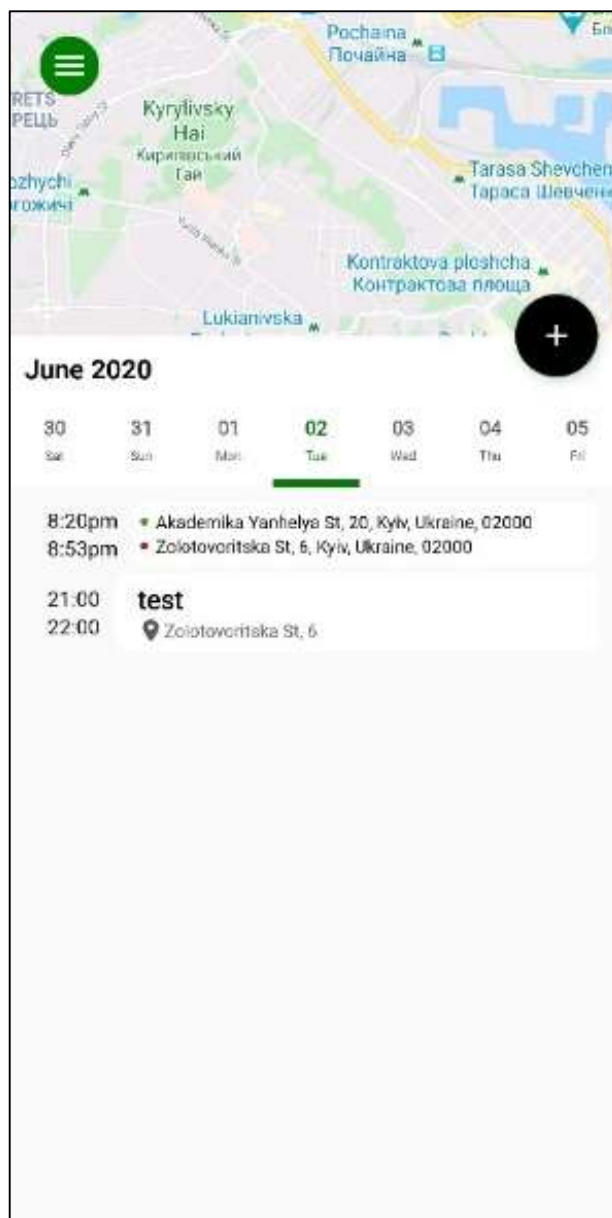 Pochaina
Почайна
Kyrylivsky
Hai
Кирилівський
Гай
RETS
РЕЦЬ
ozhychi
огожичі
Tarasa Shevchen
Тараса Шевченк
Kontraktova ploshcha
Контрактова площа
Lukianivska
June 2020
30 31 01 02 03 04 05
Sat Sun Mon Tue Wed Thu Fri
8:20pm Akademika Yanhelya St, 20, Kyiv, Ukraine, 02000
8:53pm Zolotovoritska St, 6, Kyiv, Ukraine, 02000
21:00 test
22:00 Zolotovoritska St, 6